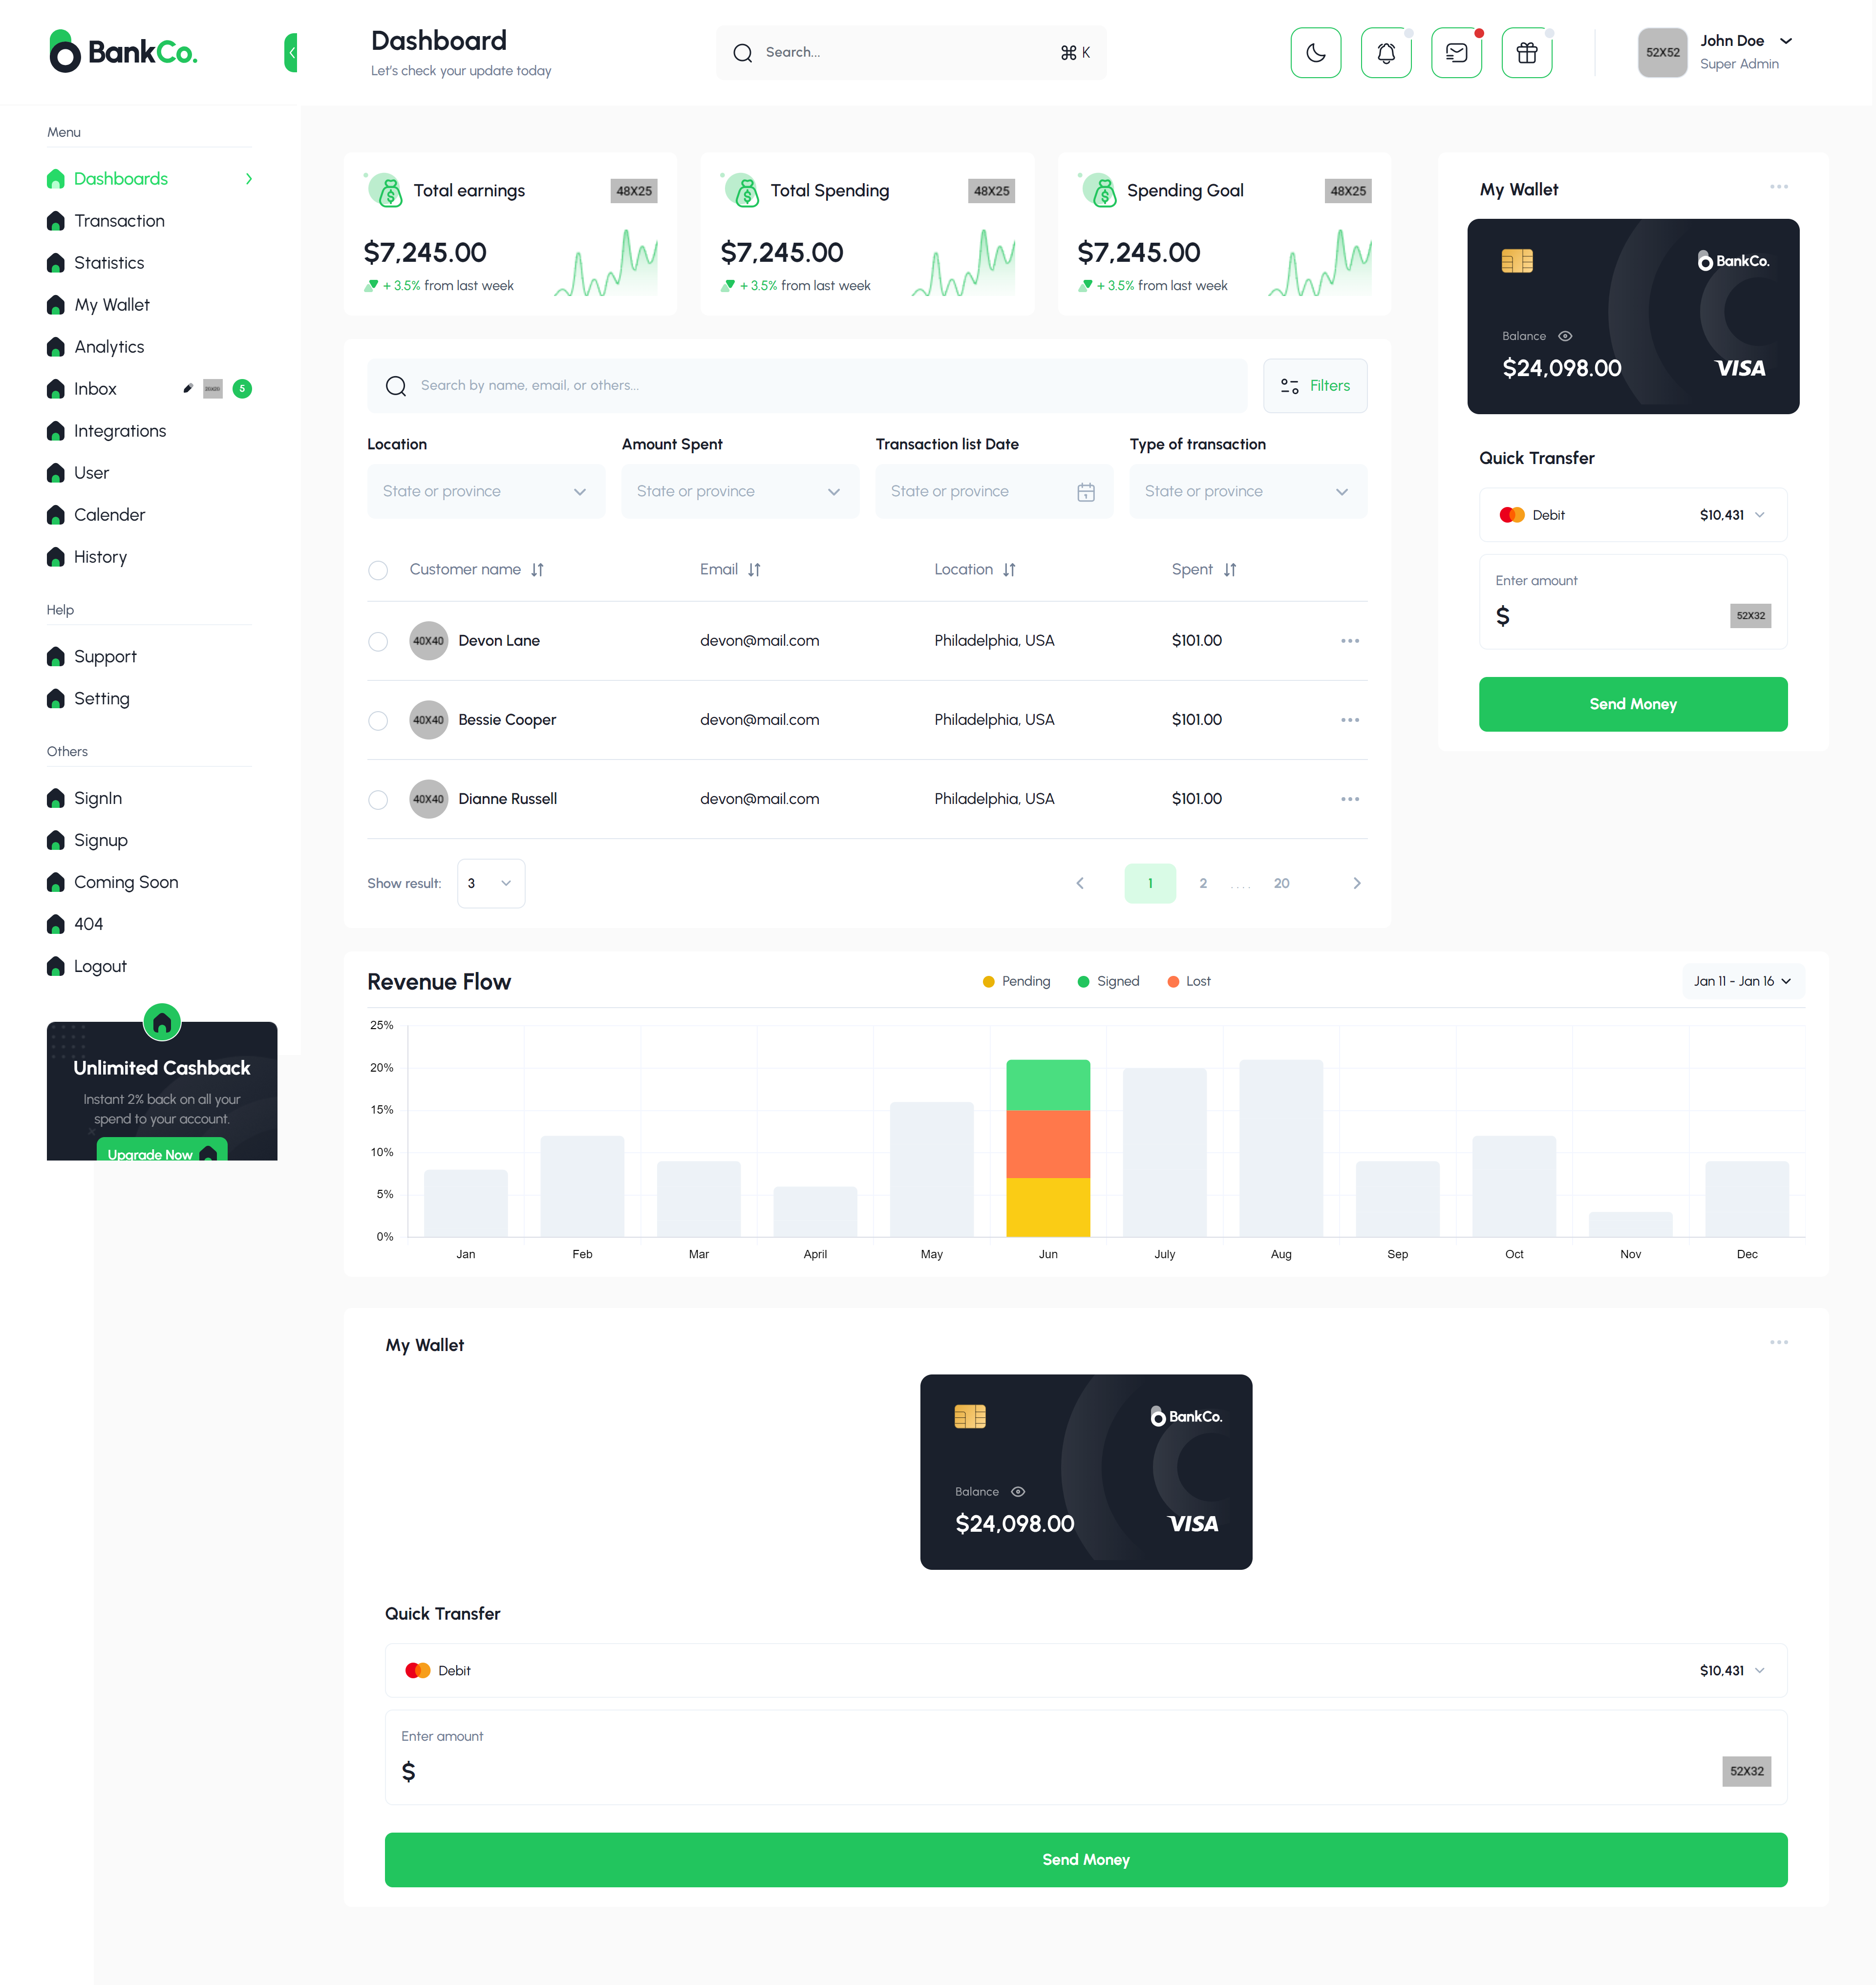 BankCo.
Dashboard
Let's check your update today
Search...
⌘ K
52X52
John Doe
Super Admin
Menu
Dashboards
Transaction
Statistics
My Wallet
Analytics
Inbox
5
Integrations
User
Calender
History
Help
Support
Setting
Others
SignIn
Signup
Coming Soon
404
Logout
Unlimited Cashback
Instant 2% back on all your
spend to your account.
Upgrade Now
Total earnings
48X25
$7,245.00
+ 3.5% from last week
Total Spending
48X25
$7,245.00
+ 3.5% from last week
Spending Goal
48X25
$7,245.00
+ 3.5% from last week
Search by name, email, or others...
Filters
Location
Amount Spent
Transaction list Date
Type of transaction
State or province
State or province
State or province
State or province
Customer name
Email
Location
Spent
40X40 Devon Lane devon@mail.com Philadelphia, USA $101.00
40X40 Bessie Cooper devon@mail.com Philadelphia, USA $101.00
40X40 Dianne Russell devon@mail.com Philadelphia, USA $101.00
Show result: 3
1 2 .... 20
My Wallet
BankCo.
Balance
$24,098.00
VISA
Quick Transfer
Debit
$10,431
Enter amount
$
52X32
Send Money
Revenue Flow
Pending
Signed
Lost
Jan 11 - Jan 16
25%
20%
15%
10%
5%
0%
Jan Feb Mar April May Jun July Aug Sep Oct Nov Dec
My Wallet
BankCo.
Balance
$24,098.00
VISA
Quick Transfer
Debit
$10,431
Enter amount
$
52X32
Send Money